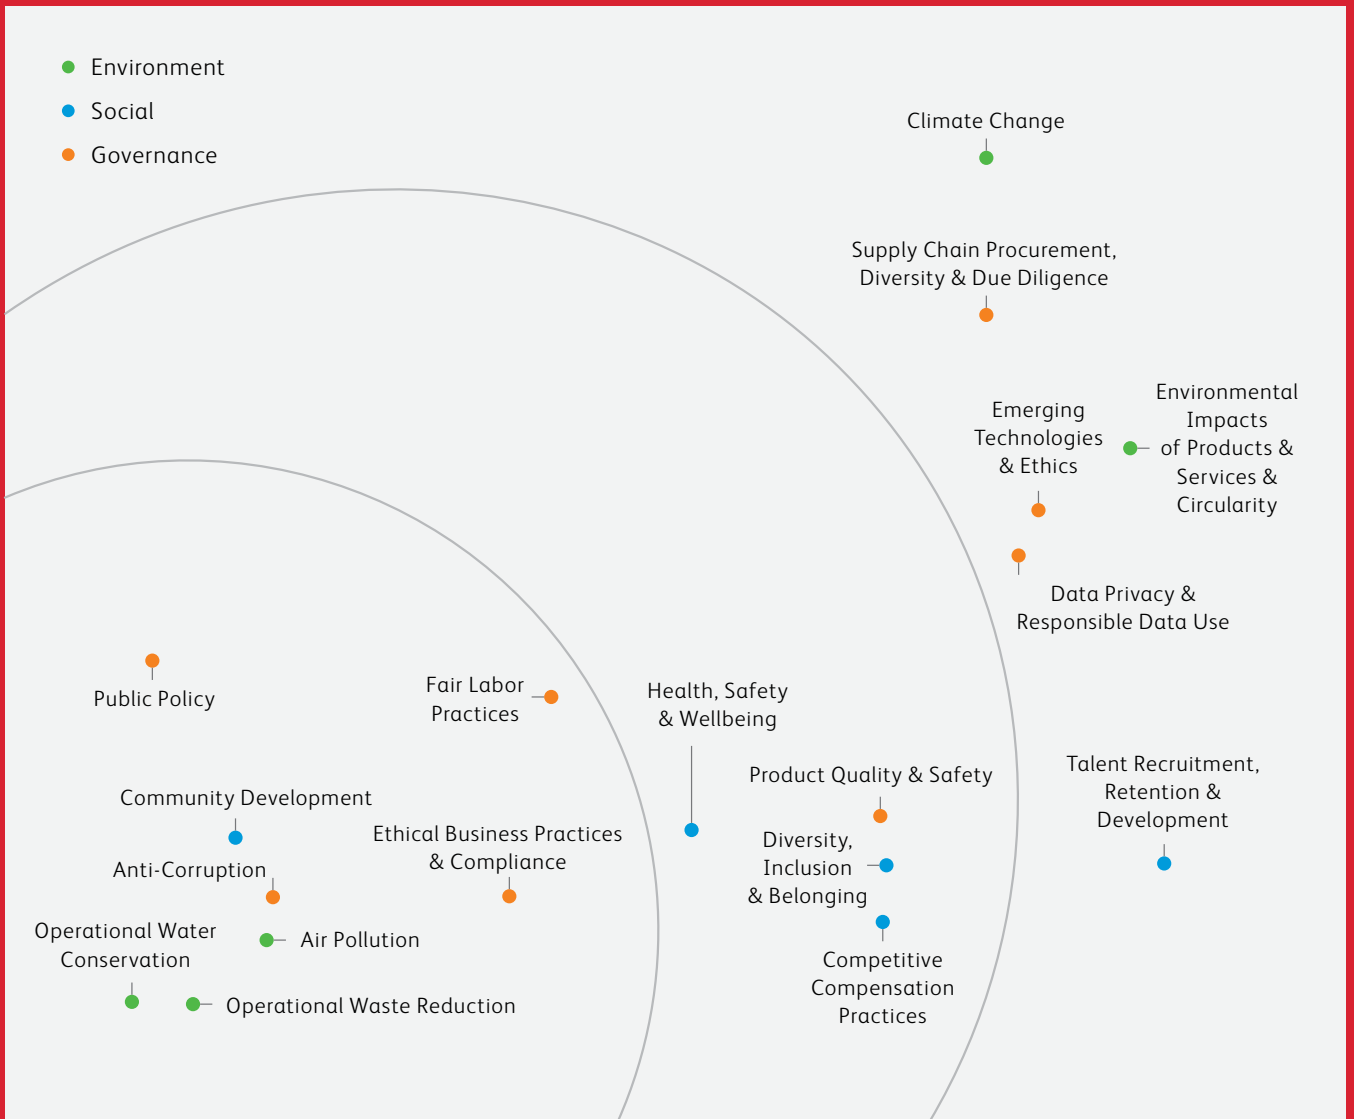 Environment
Social
Governance
Climate Change
Supply Chain Procurement,
Diversity & Due Diligence
Emerging
Technologies
& Ethics
Environmental
Impacts
of Products &
Services &
Circularity
Data Privacy &
Responsible Data Use
Public Policy
Fair Labor
Practices
Health, Safety
& Wellbeing
Product Quality & Safety
Talent Recruitment,
Retention &
Development
Community Development
Ethical Business Practices
& Compliance
Diversity,
Inclusion
& Belonging
Anti-Corruption
Operational Water
Conservation
Air Pollution
Competitive
Compensation
Practices
Operational Waste Reduction